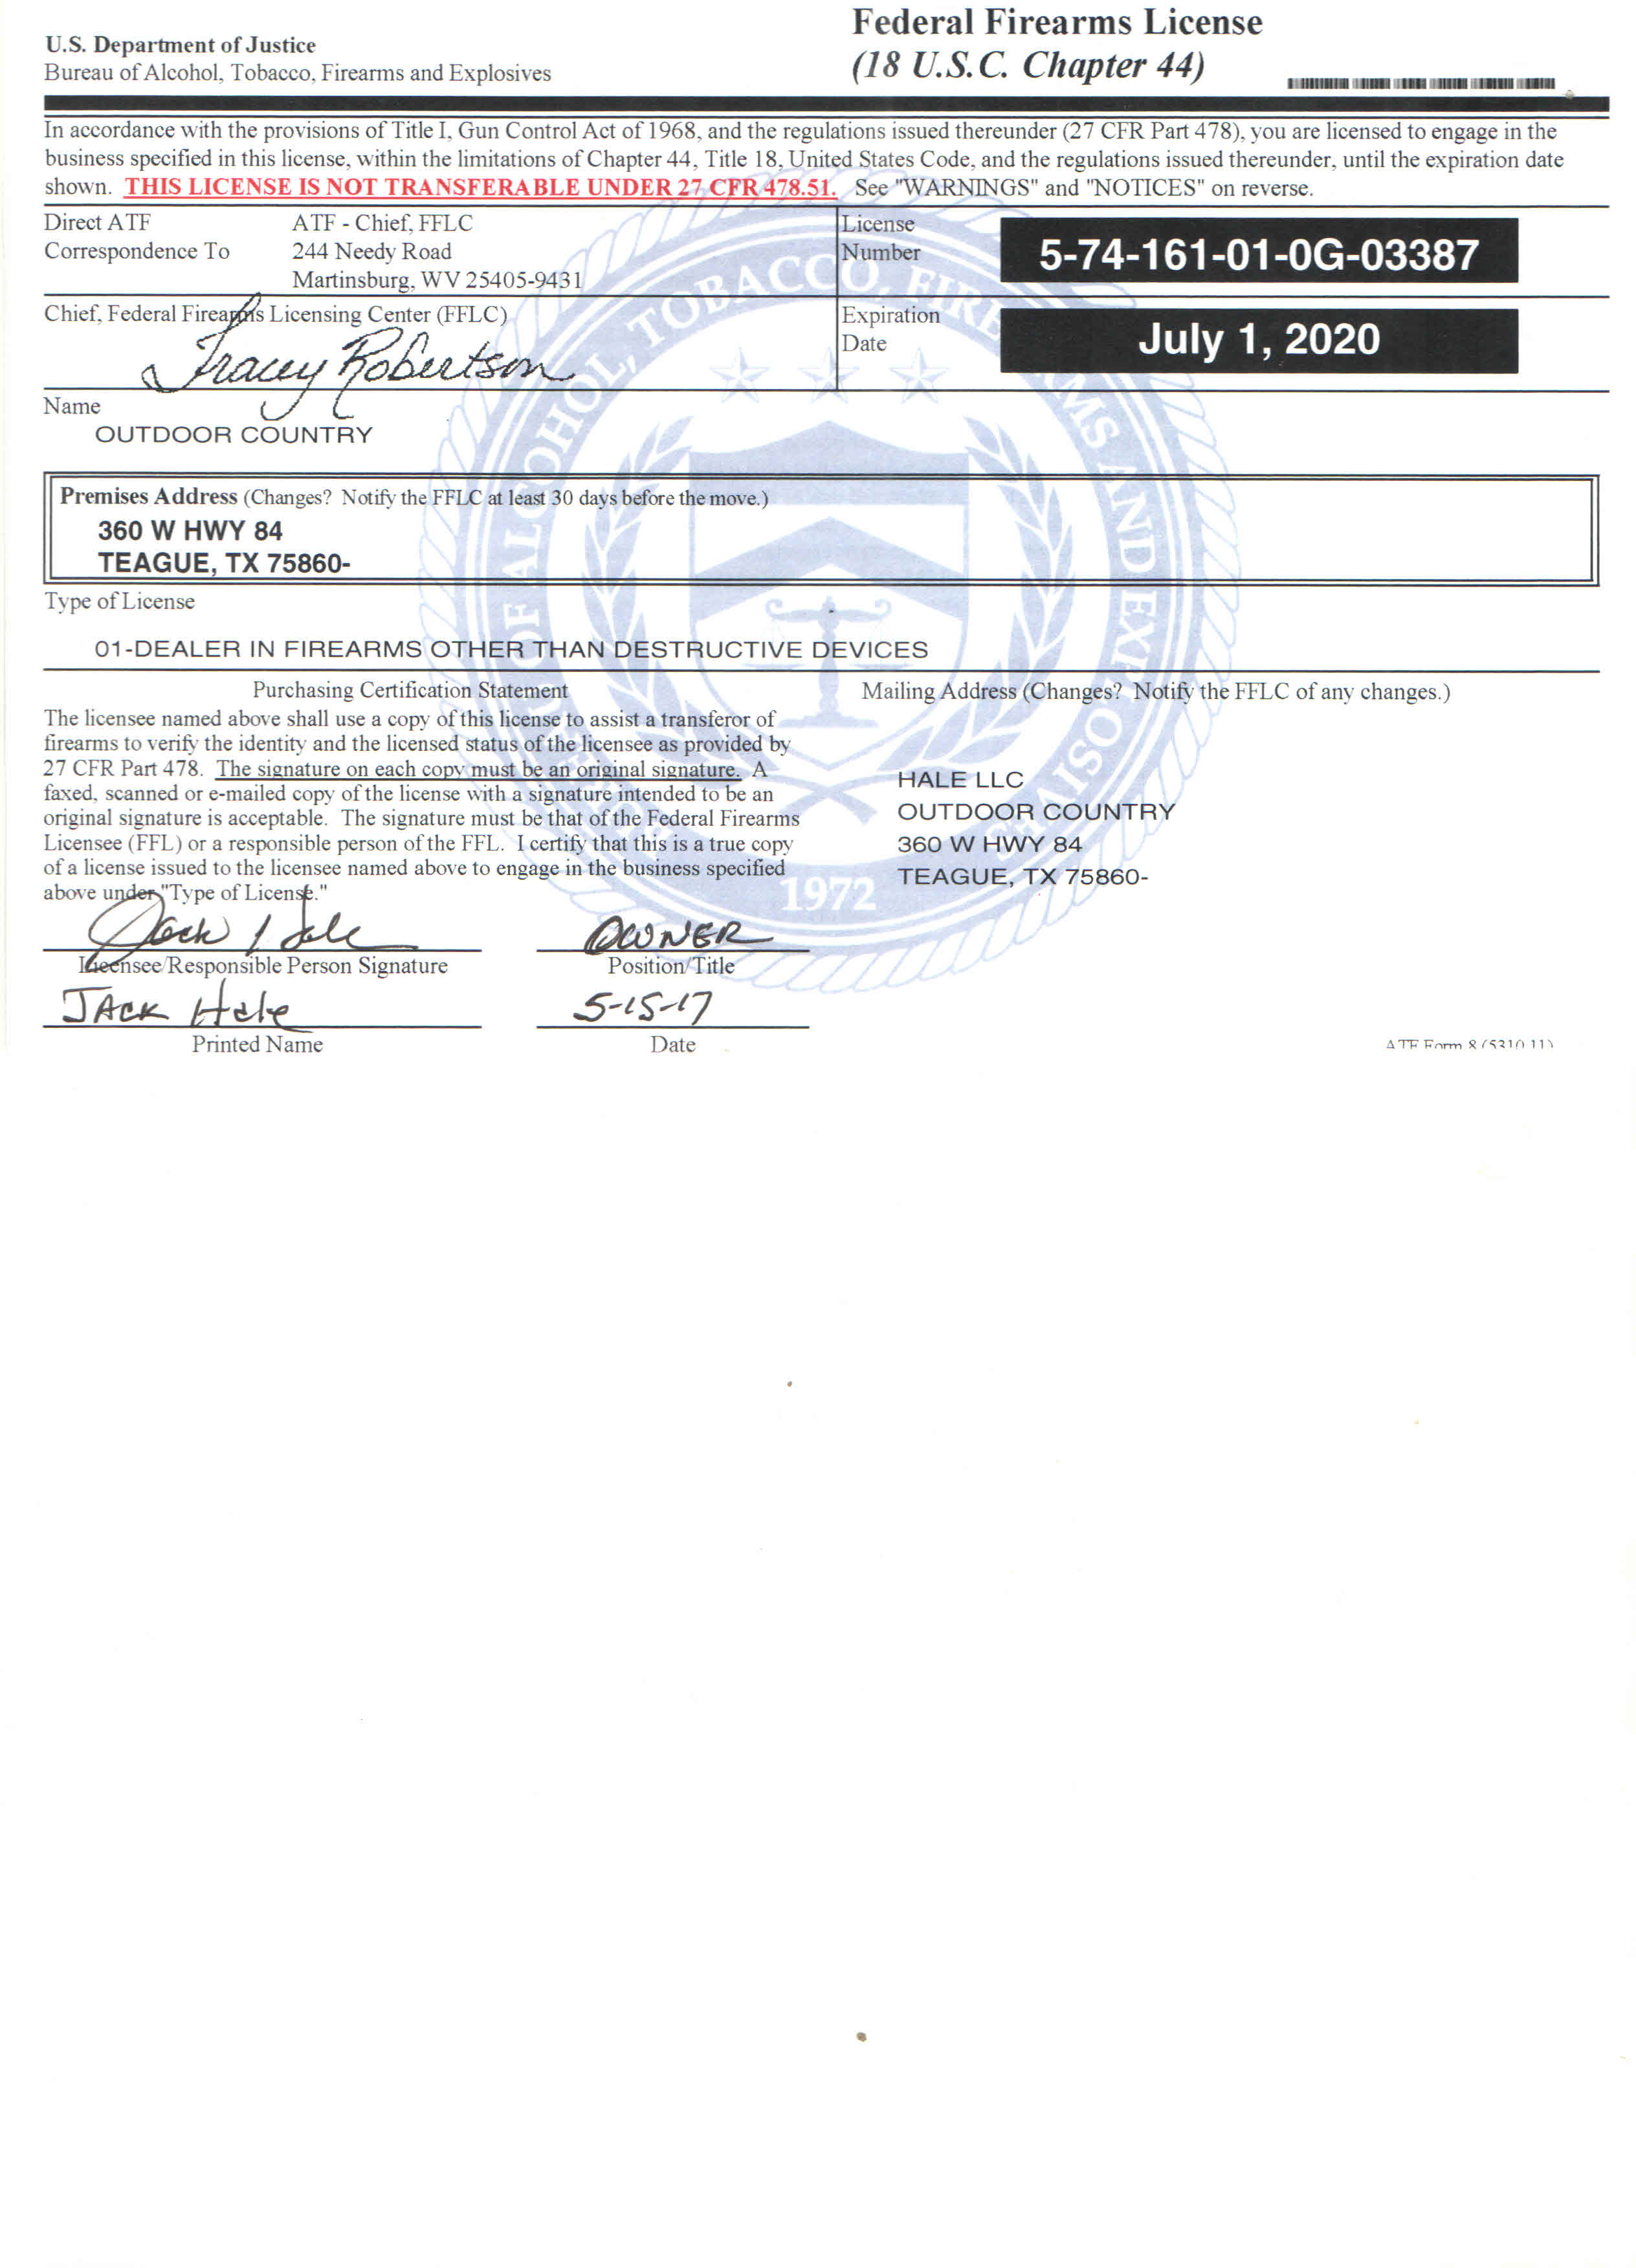 U.S. Department of Justice
Bureau of Alcohol, Tobacco, Firearms and Explosives
Federal Firearms License
(18 U.S.C. Chapter 44)
In accordance with the provisions of Title I, Gun Control Act of 1968, and the regulations issued thereunder (27 CFR Part 478), you are licensed to engage in the
business specified in this license, within the limitations of Chapter 44, Title 18, United States Code, and the regulations issued thereunder, until the expiration date
shown. THIS LICENSE IS NOT TRANSFERABLE UNDER 27 CFR 478.51. See "WARNINGS" and "NOTICES" on reverse.
Direct ATF
Correspondence To
ATF - Chief, FFLC
244 Needy Road
Martinsburg, WV 25405-9431
License
Number
5-74-161-01-0G-03387
Chief, Federal Firearms Licensing Center (FFLC)
Tracey Robertson
Expiration
Date
July 1, 2020
Name
OUTDOOR COUNTRY
Premises Address (Changes? Notify the FFLC at least 30 days before the move.)
360 W HWY 84
TEAGUE, TX 75860-
Type of License
01-DEALER IN FIREARMS OTHER THAN DESTRUCTIVE DEVICES
Purchasing Certification Statement
The licensee named above shall use a copy of this license to assist a transferor of
firearms to verify the identity and the licensed status of the licensee as provided by
27 CFR Part 478. The signature on each copy must be an original signature. A
faxed, scanned or e-mailed copy of the license with a signature intended to be an
original signature is acceptable. The signature must be that of the Federal Firearms
Licensee (FFL) or a responsible person of the FFL. I certify that this is a true copy
of a license issued to the licensee named above to engage in the business specified
above under "Type of License."
Mailing Address (Changes? Notify the FFLC of any changes.)
HALE LLC
OUTDOOR COUNTRY
360 W HWY 84
TEAGUE, TX 75860-
Jack Hale
Licensee/Responsible Person Signature
OWNER
Position/Title
JACK Hale
Printed Name
5-15-17
Date
ATF Form 8 (5310.11)
BUREAU OF ALCOHOL, TOBACCO, FIREARMS AND EXPLOSIVES
1972